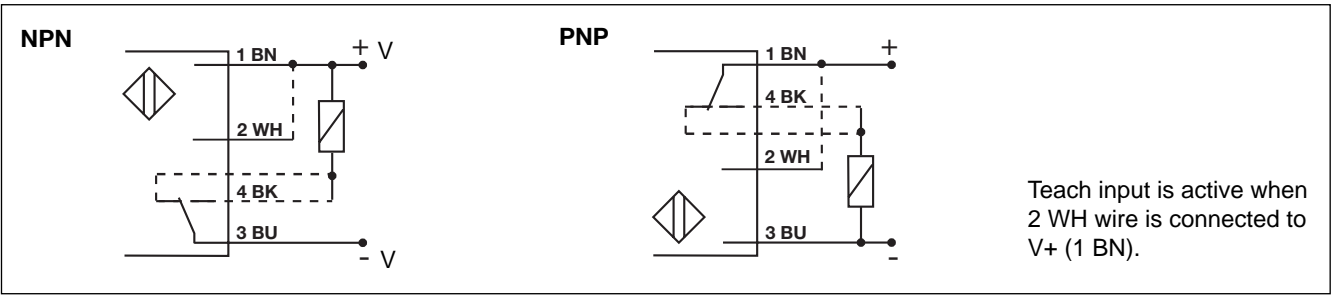 NPN
+ V
1 BN
2 WH
4 BK
3 BU
- V
PNP
+
1 BN
4 BK
2 WH
3 BU
-
Teach input is active when
2 WH wire is connected to
V+ (1 BN).